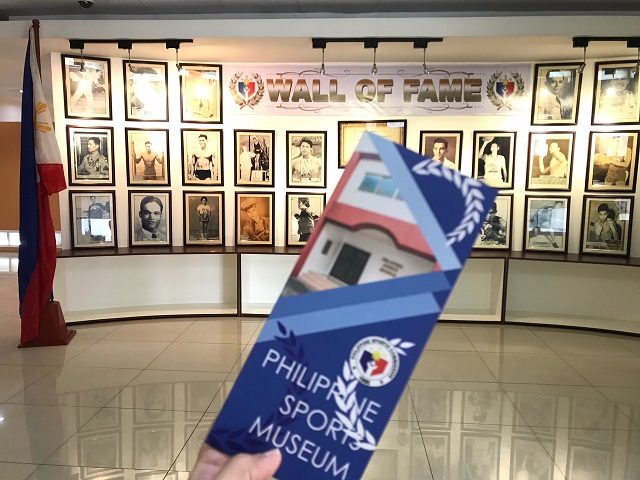 WALL OF FAME
PHILIPPINE
SPORTS
MUSEUM